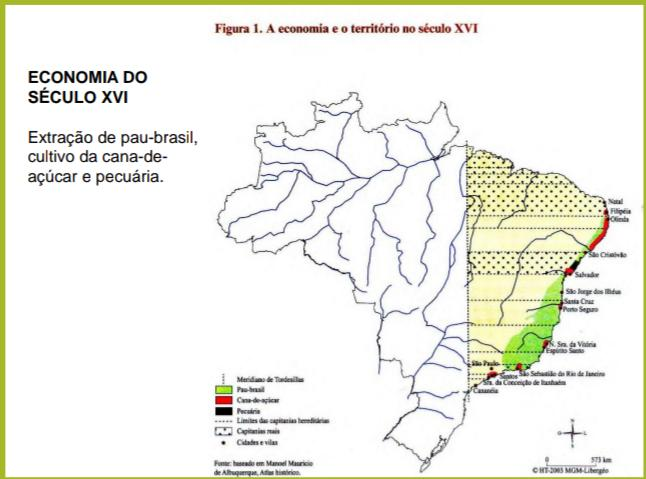 Figura 1. A economia e o território no século XVI
ECONOMIA DO
SÉCULO XVI
Extração de pau-brasil,
cultivo da cana-de-
açúcar e pecuária.
Natal
Filipéia
Olinda
São Cristóvão
Salvador
São Jorge dos Ilhéus
Santa Cruz
Porto Seguro
N. Sra. da Vitória
Espírito Santo
São Paulo
São Sebastião do Rio de Janeiro
Santos
Sra. da Conceição de Itanhaém
Cananéia
Meridiano de Tordesilhas
Pau-brasil
Cana-de-açúcar
Pecuária
Limites das capitanias hereditárias
Capitanias reais
Cidades e vilas
Fonte: baseado em Manoel Maurício
de Albuquerque, Atlas histórico.
N
O
L
S
0 573 km
© HT-2003 MGM-Libergéo